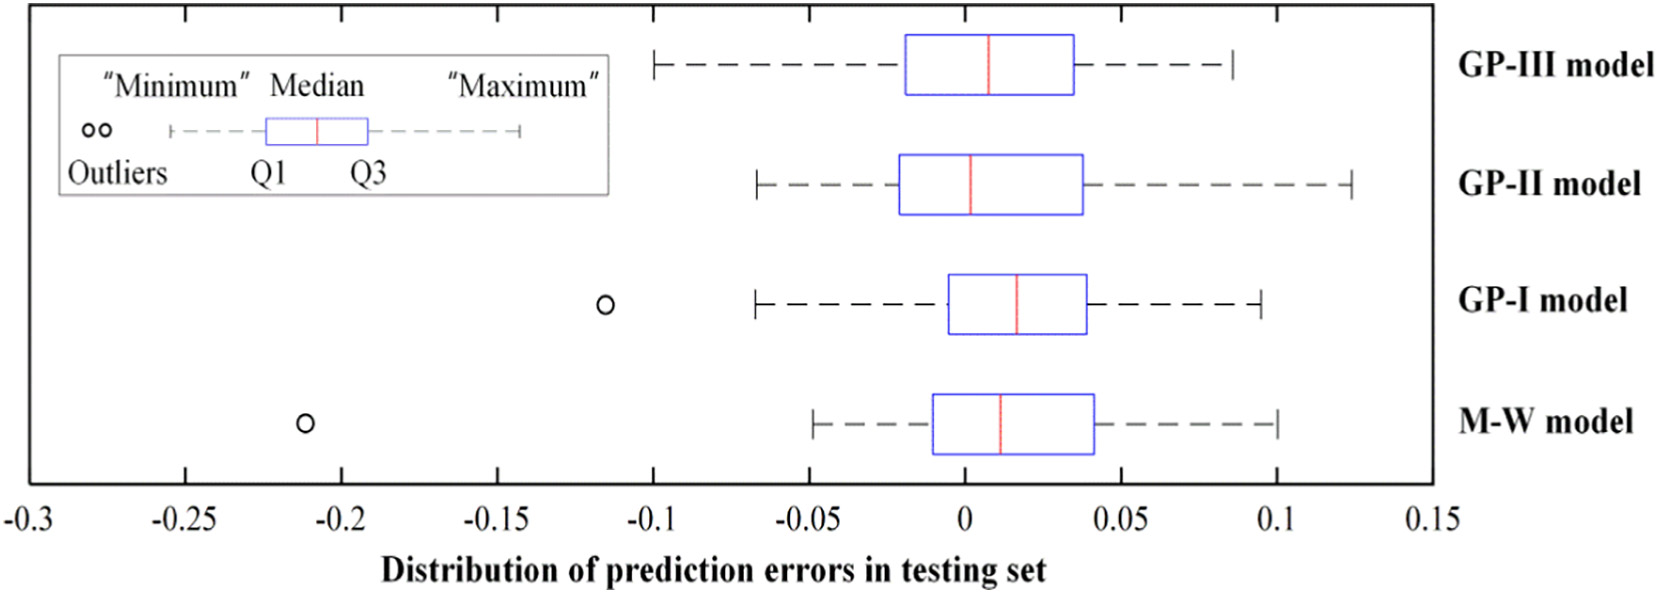 GP-III model
"Minimum" Median "Maximum"
Outliers Q1 Q3
GP-II model
GP-I model
M-W model
-0.3 -0.25 -0.2 -0.15 -0.1 -0.05 0 0.05 0.1 0.15
Distribution of prediction errors in testing set